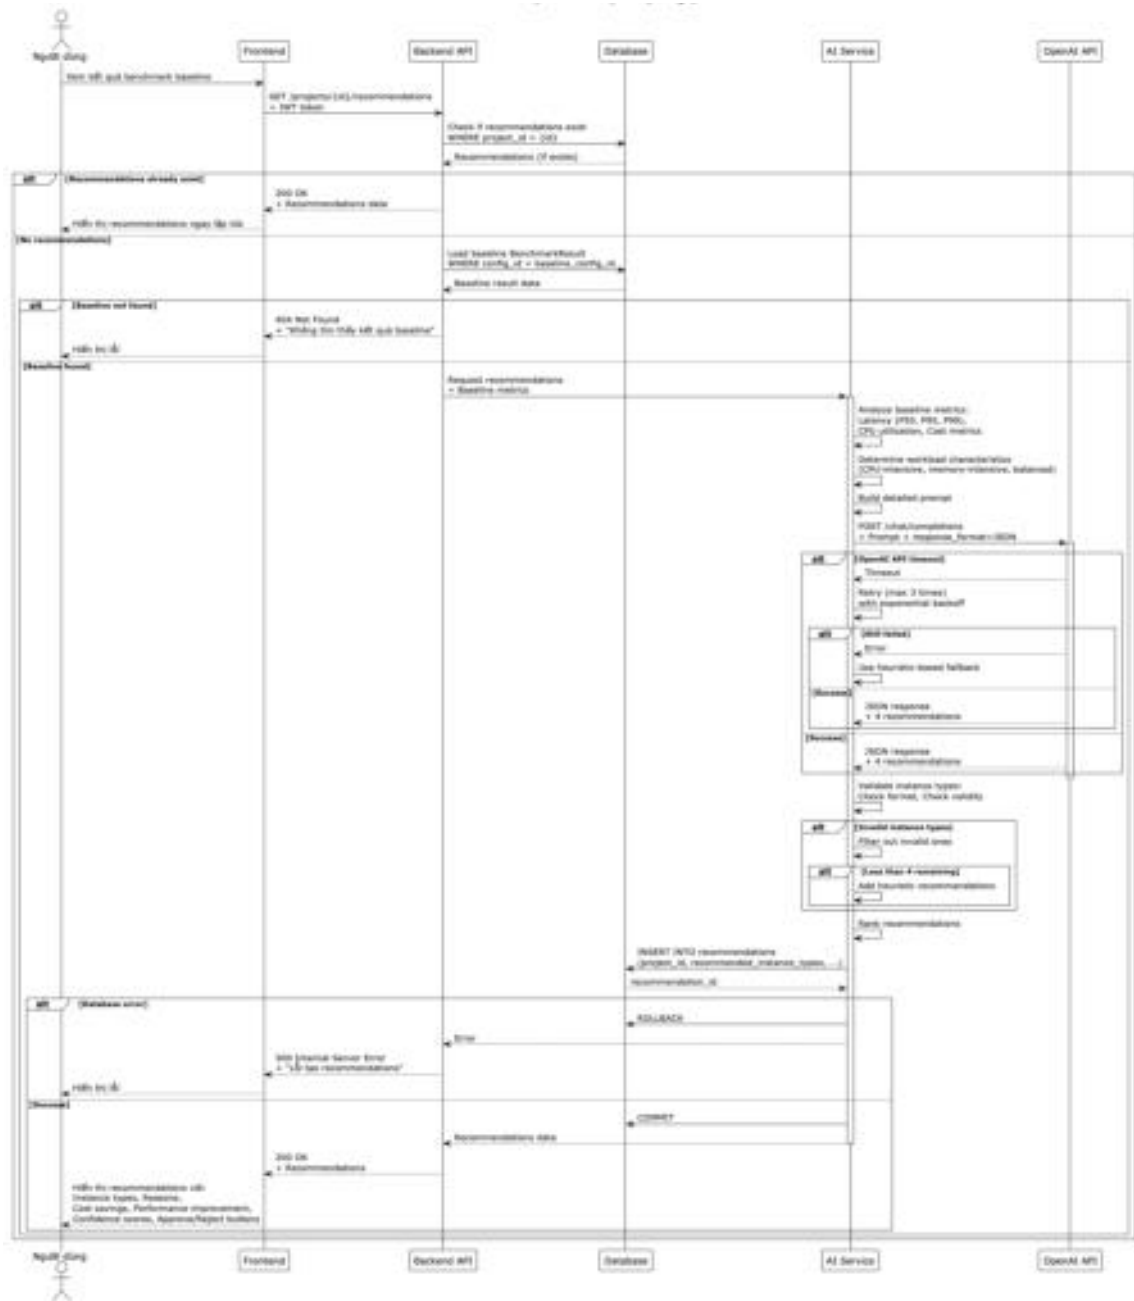 Người dùng
Frontend
Backend API
Database
AI Service
OpenAI API
Xem kết quả benchmark baseline
GET /projects/{id}/recommendations
+ JWT token
Check if recommendations exist
WHERE project_id = {id}
Recommendations (if exists)
alt [Recommendations already exist]
200 OK
+ Recommendations data
Hiển thị recommendations ngay lập tức
[No recommendations]
Load baseline BenchmarkResult
WHERE config_id = baseline_config_id
Baseline result data
alt [Baseline not found]
404 Not Found
+ "Không tìm thấy kết quả baseline"
Hiển thị lỗi
[Baseline found]
Request recommendations
+ Baseline metrics
Analyze baseline metrics:
Latency (P50, P95, P99),
CPU utilization, Cost metrics
Determine workload characteristics
(CPU-intensive, memory-intensive, balanced)
Build detailed prompt
POST /chat/completions
+ Prompt + response_format=JSON
alt [OpenAI API timeout]
Timeout
Retry (max 3 times)
with exponential backoff
alt [Still failed]
Error
Use heuristic-based fallback
[Success]
JSON response
+ 4 recommendations
[Success]
JSON response
+ 4 recommendations
Validate instance types:
Check format, Check validity
alt [Invalid instance types]
Filter out invalid ones
alt [Less than 4 remaining]
Add heuristic recommendations
Rank recommendations
INSERT INTO recommendations
(project_id, recommended_instance_types, ...)
recommendation_id
alt [Database error]
ROLLBACK
Error
500 Internal Server Error
+ "Lỗi tạo recommendations"
Hiển thị lỗi
[Success]
COMMIT
Recommendations data
200 OK
+ Recommendations
Hiển thị recommendations với:
Instance types, Reasons,
Cost savings, Performance improvement,
Confidence scores, Approve/Reject buttons
Người dùng
Frontend
Backend API
Database
AI Service
OpenAI API